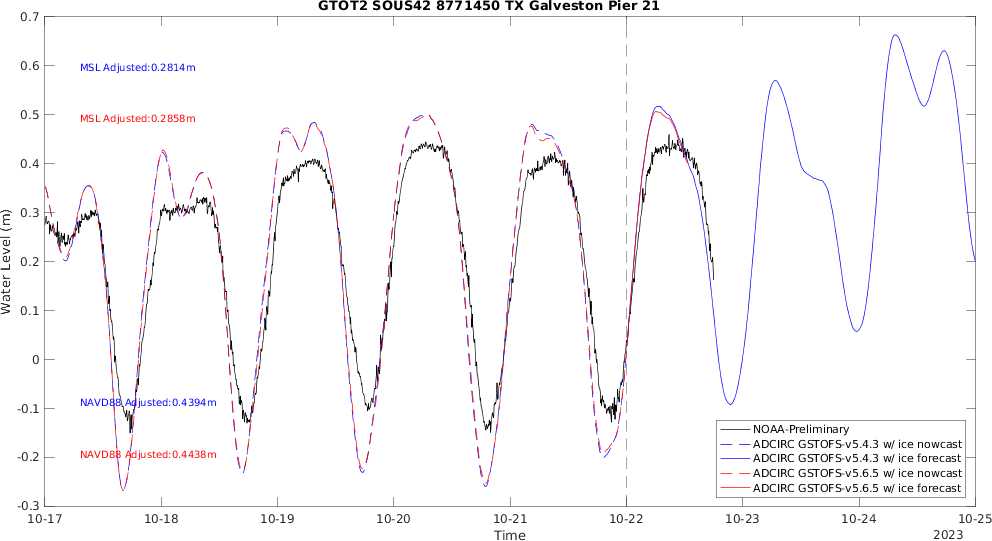 GTOT2 SOUS42 8771450 TX Galveston Pier 21
0.7
0.6
0.5
0.4
0.3
0.2
0.1
0
-0.1
-0.2
-0.3
Water Level (m)
MSL Adjusted:0.2814m
MSL Adjusted:0.2858m
NAVD88 Adjusted:0.4394m
NAVD88 Adjusted:0.4438m
NOAA-Preliminary
ADCIRC GSTOFS-v5.4.3 w/ ice nowcast
ADCIRC GSTOFS-v5.4.3 w/ ice forecast
ADCIRC GSTOFS-v5.6.5 w/ ice nowcast
ADCIRC GSTOFS-v5.6.5 w/ ice forecast
10-17 10-18 10-19 10-20 10-21 10-22 10-23 10-24 10-25
Time
2023